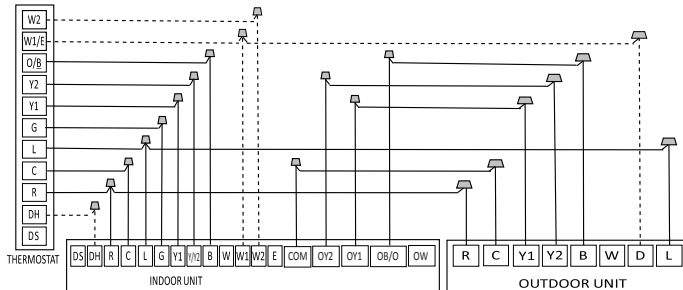 W2
W1/E
O/B
Y2
Y1
G
L
C
R
DH
DS
THERMOSTAT
DS DH R C L G Y1 Y/Y2 B W W1 W2 E COM OY2 OY1 OB/O OW
INDOOR UNIT
R C Y1 Y2 B W D L
OUTDOOR UNIT